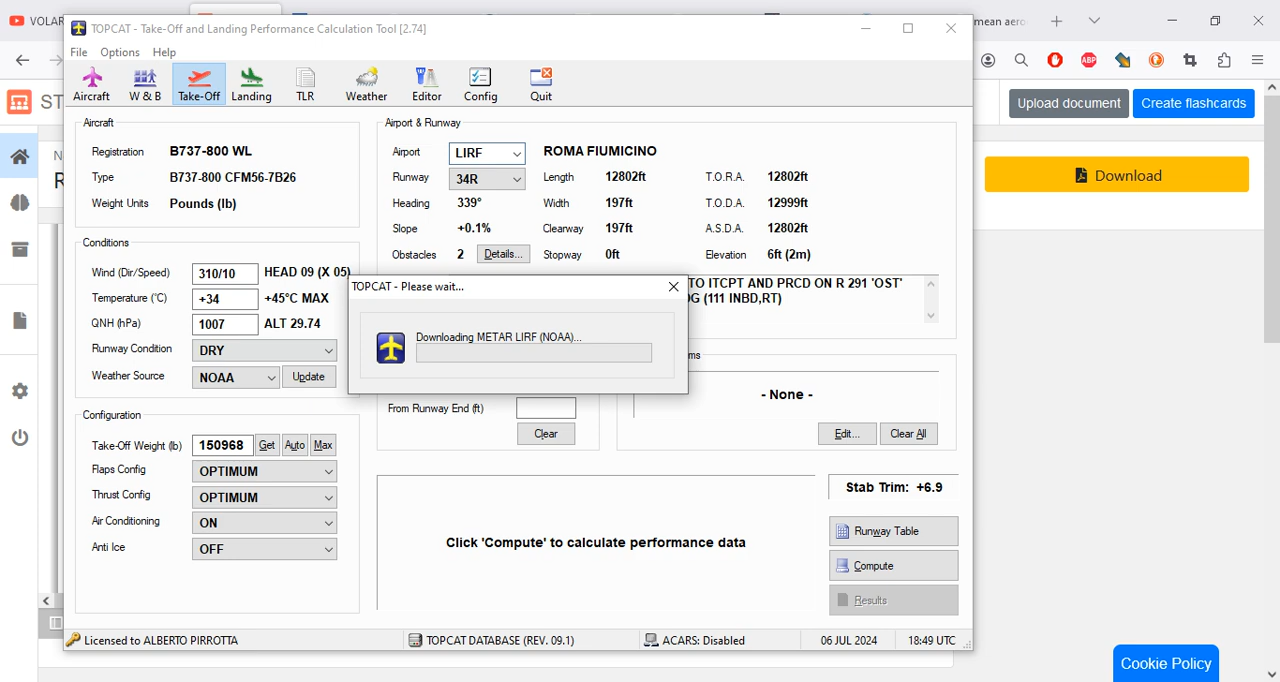 VOLAR
mean aero
TOPCAT - Take-Off and Landing Performance Calculation Tool [2.74]
File Options Help
Aircraft W & B Take-Off Landing TLR Weather Editor Config Quit
ABP
ST
Upload document Create flashcards
Download
N
R
Aircraft
Registration B737-800 WL
Type B737-800 CFM56-7B26
Weight Units Pounds (lb)
Airport & Runway
Airport LIRF ROMA FIUMICINO
Runway 34R Length 12802ft T.O.R.A. 12802ft
Heading 339° Width 197ft T.O.D.A. 12999ft
Slope +0.1% Clearway 197ft A.S.D.A. 12802ft
Obstacles 2 Details... Stopway 0ft Elevation 6ft (2m)
TO ITCPT AND PRCD ON R 291 'OST'
G (111 INBD,RT)
Conditions
Wind (Dir/Speed) 310/10 HEAD 09 (X 05)
Temperature (°C) +34 +45°C MAX
QNH (hPa) 1007 ALT 29.74
Runway Condition DRY
Weather Source NOAA Update
TOPCAT - Please wait...
Downloading METAR LIRF (NOAA)...
ms
- None -
From Runway End (ft)
Clear
Edit... Clear All
Configuration
Take-Off Weight (lb) 150968 Get Auto Max
Flaps Config OPTIMUM
Thrust Config OPTIMUM
Air Conditioning ON
Anti Ice OFF
Click 'Compute' to calculate performance data
Stab Trim: +6.9
Runway Table
Compute
Results
Licensed to ALBERTO PIRROTTA TOPCAT DATABASE (REV. 09.1) ACARS: Disabled 06 JUL 2024 18:49 UTC
Cookie Policy